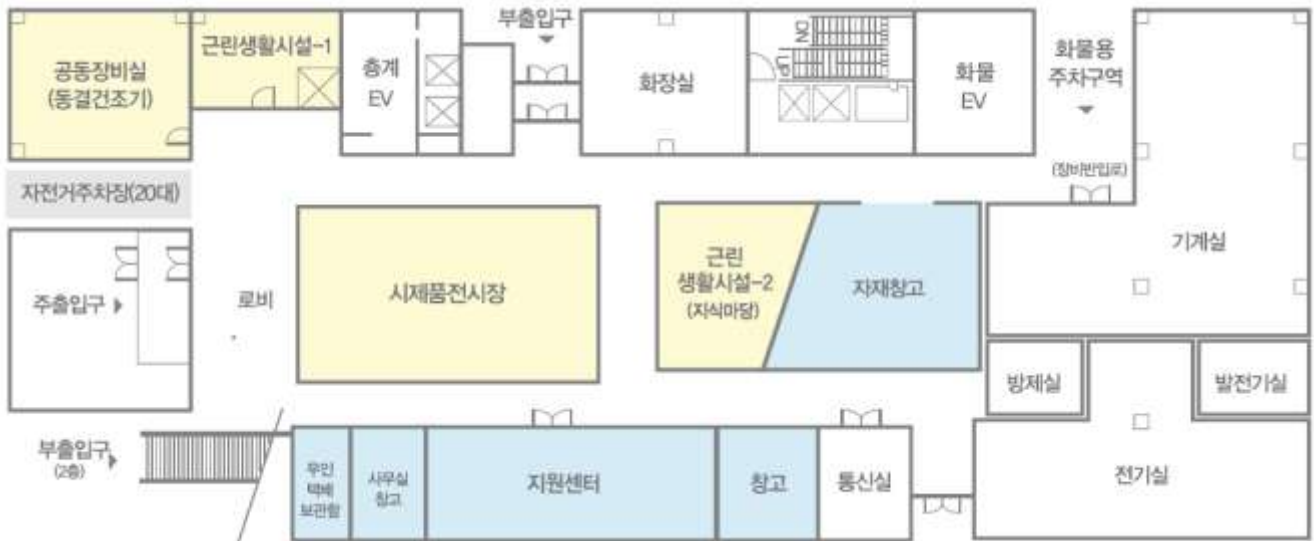 공동장비실
(동결건조기)
근린생활시설-1
층계
EV
부출입구
화장실
DN
UP
화물
EV
화물용
주차구역
(장비반입로)
자전거주차장(20대)
주출입구
로비
시제품전시장
근린
생활시설-2
(지식마당)
자재창고
기계실
방제실
발전기실
부출입구
(2층)
무인
택배
보관함
사무실
창고
지원센터
창고
통신실
전기실